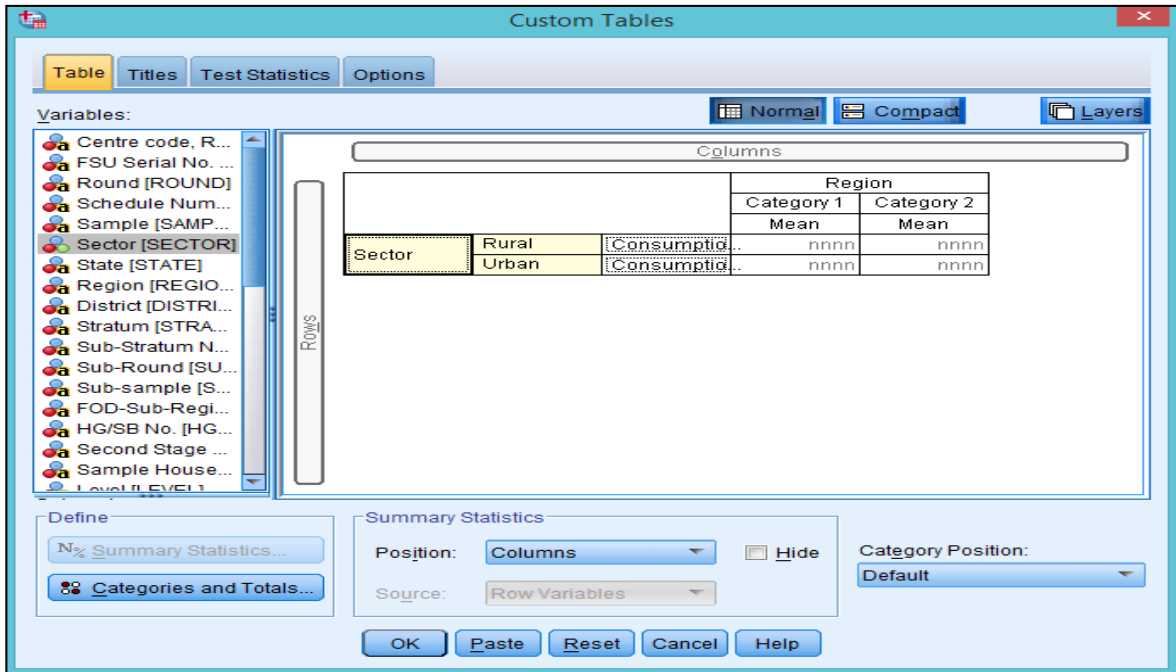 Custom Tables
Table Titles Test Statistics Options
Variables:
Normal Compact Layers
Centre code, R...
FSU Serial No. ...
Round [ROUND]
Schedule Num...
Sample [SAMP...
Sector [SECTOR]
State [STATE]
Region [REGIO...
District [DISTRI...
Stratum [STRA...
Sub-Stratum N...
Sub-Round [SU...
Sub-sample [S...
FOD-Sub-Regi...
HG/SB No. [HG...
Second Stage ...
Sample House...
Level [LEVEL]
Columns
Rows
Region
Category 1 Category 2
Mean Mean
Sector Rural Consumptio... nnnn nnnn
Urban Consumptio... nnnn nnnn
Define
N% Summary Statistics...
Categories and Totals...
Summary Statistics
Position: Columns Hide
Source: Row Variables
Category Position:
Default
OK Paste Reset Cancel Help